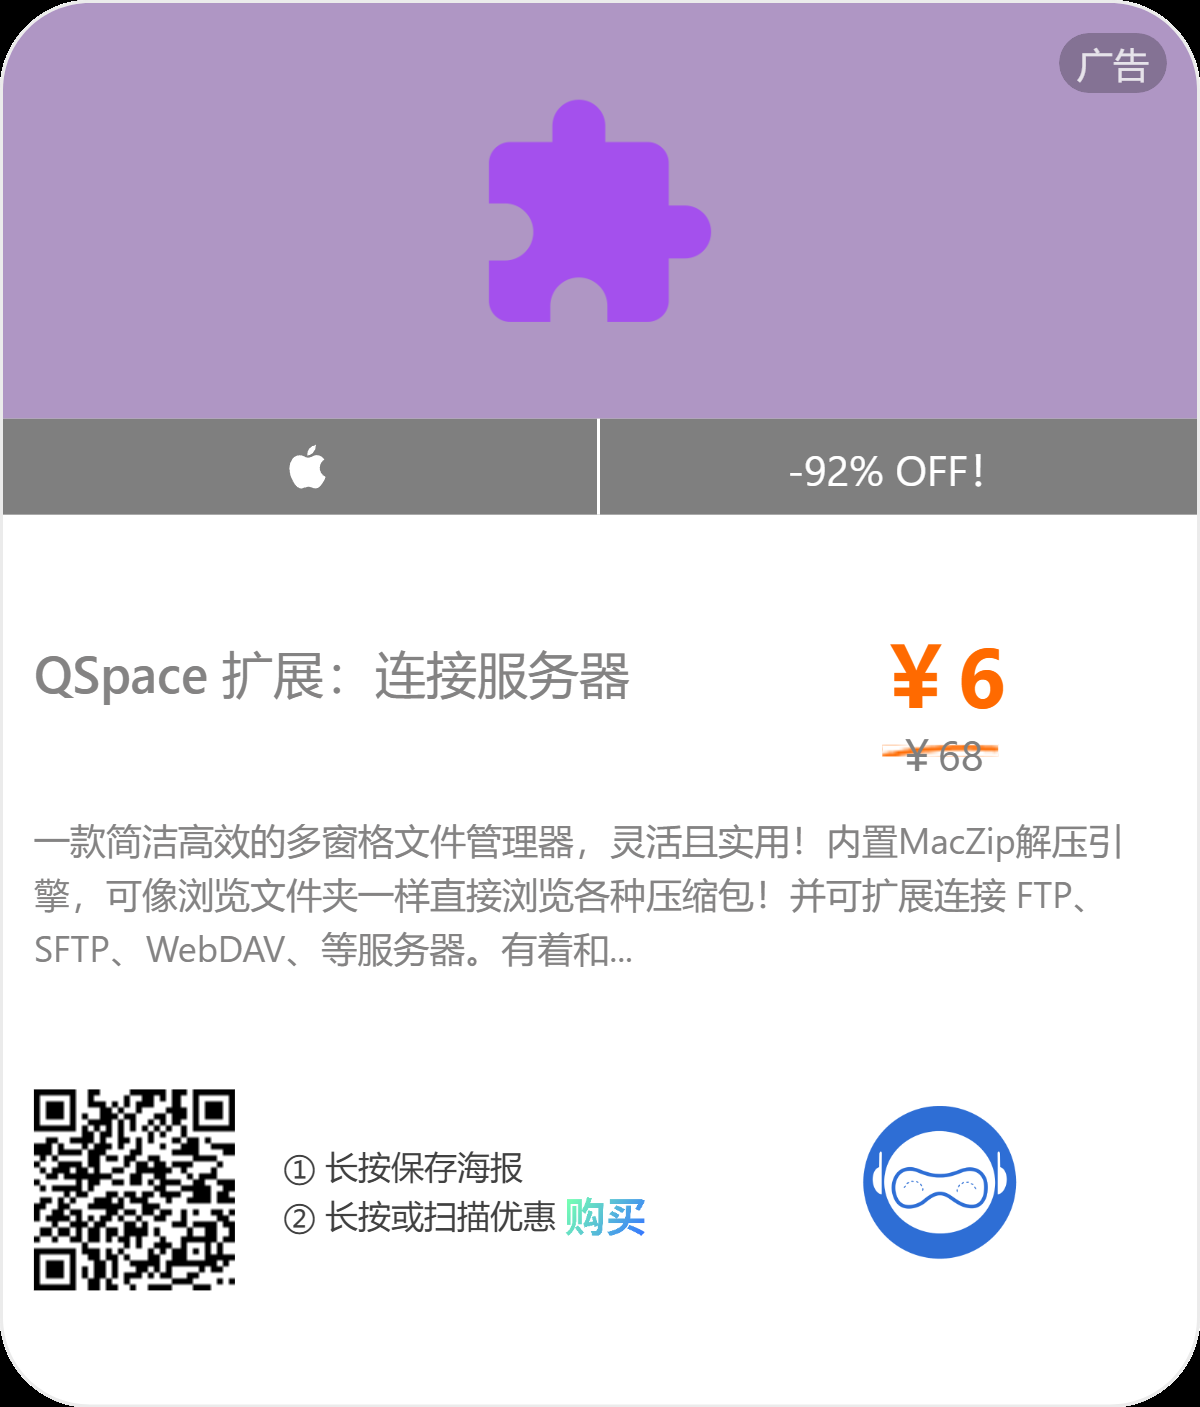 广告
-92% OFF！
QSpace 扩展：连接服务器
￥6
￥68
一款简洁高效的多窗格文件管理器，灵活且实用！内置MacZip解压引
擎，可像浏览文件夹一样直接浏览各种压缩包！并可扩展连接 FTP、
SFTP、WebDAV、等服务器。有着和...
① 长按保存海报
② 长按或扫描优惠 购买